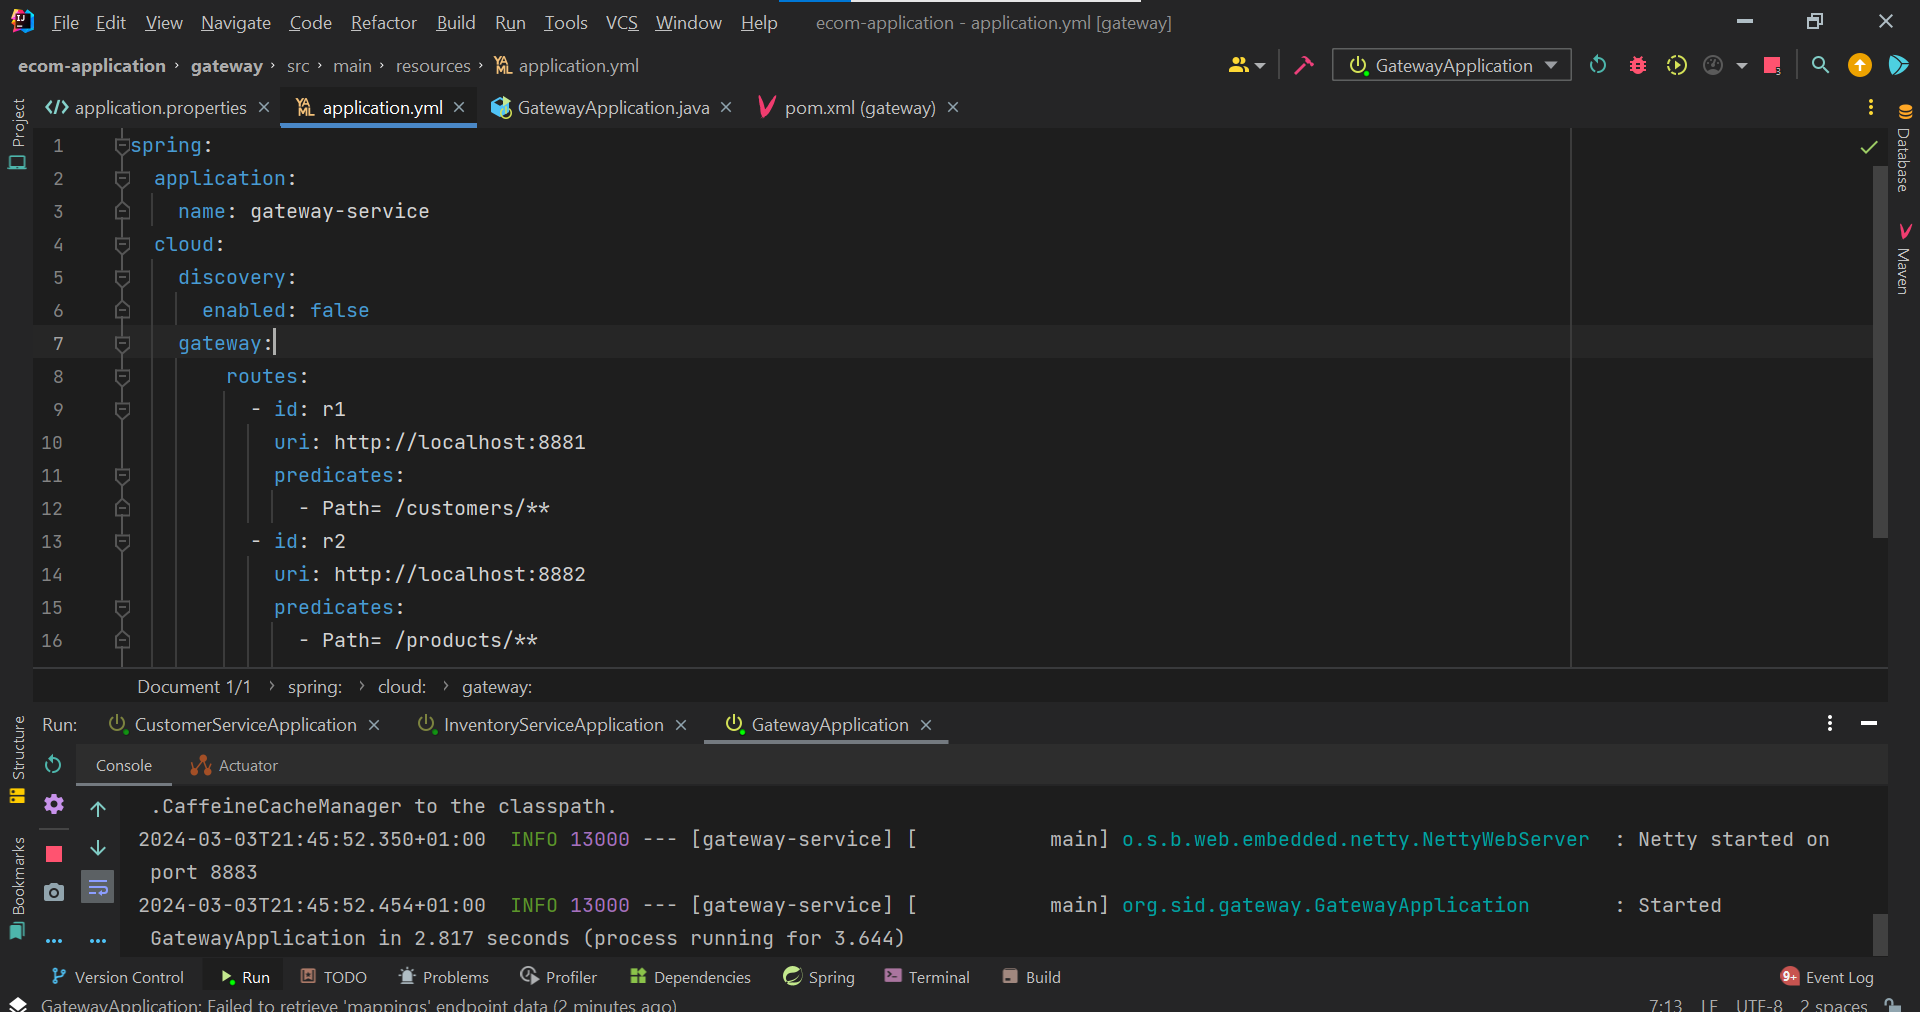 File Edit View Navigate Code Refactor Build Run Tools VCS Window Help ecom-application - application.yml [gateway]
ecom-application › gateway › src › main › resources › application.yml GatewayApplication
application.properties application.yml GatewayApplication.java pom.xml (gateway)
Project
Database
Maven
1 spring:
2 application:
3 name: gateway-service
4 cloud:
5 discovery:
6 enabled: false
7 gateway:
8 routes:
9 - id: r1
10 uri: http://localhost:8881
11 predicates:
12 - Path= /customers/**
13 - id: r2
14 uri: http://localhost:8882
15 predicates:
16 - Path= /products/**
Document 1/1 › spring: › cloud: › gateway:
Structure
Bookmarks
Run: CustomerServiceApplication InventoryServiceApplication GatewayApplication
Console Actuator
.CaffeineCacheManager to the classpath.
2024-03-03T21:45:52.350+01:00 INFO 13000 --- [gateway-service] [ main] o.s.b.web.embedded.netty.NettyWebServer : Netty started on
port 8883
2024-03-03T21:45:52.454+01:00 INFO 13000 --- [gateway-service] [ main] org.sid.gateway.GatewayApplication : Started
GatewayApplication in 2.817 seconds (process running for 3.644)
Version Control Run TODO Problems Profiler Dependencies Spring Terminal Build 9+ Event Log
GatewayApplication: Failed to retrieve 'mappings' endpoint data (2 minutes ago) 7:13 LF UTF-8 2 spaces